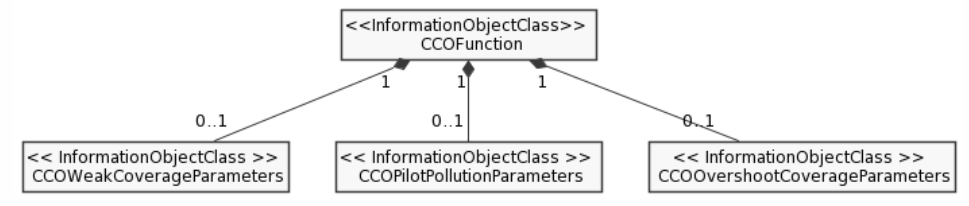 <<InformationObjectClass>>
CCOFunction
1 1 1
0..1 0..1 0..1
<< InformationObjectClass >> << InformationObjectClass >> << InformationObjectClass >>
CCOWeakCoverageParameters CCOPilotPollutionParameters CCOOvershootCoverageParameters